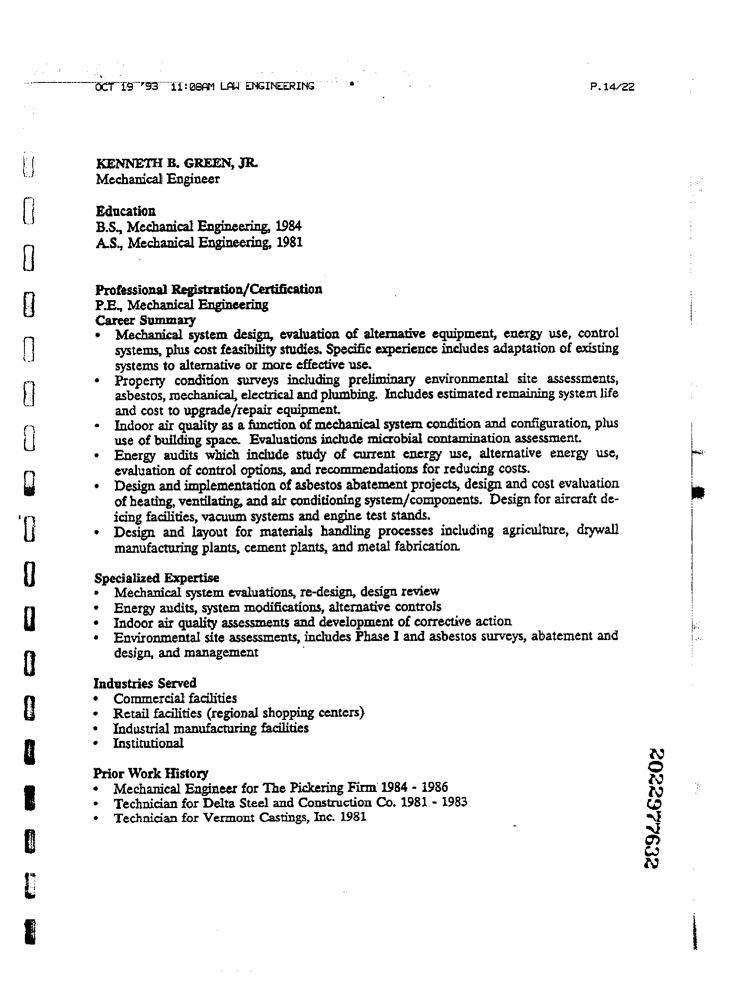 OCT 19 '93 11:08AM LAW ENGINEERING P.14/22
KENNETH B. GREEN, JR.
Mechanical Engineer
Education
B.S., Mechanical Engineering, 1984
A.S., Mechanical Engineering, 1981
Professional Registration/Certification
P.E., Mechanical Engineering
Career Summary
• Mechanical system design, evaluation of alternative equipment, energy use, control
systems, plus cost feasibility studies. Specific experience includes adaptation of existing
systems to alternative or more effective use.
• Property condition surveys including preliminary environmental site assessments,
asbestos, mechanical, electrical and plumbing. Includes estimated remaining system life
and cost to upgrade/repair equipment.
• Indoor air quality as a function of mechanical system condition and configuration, plus
use of building space. Evaluations include microbial contamination assessment.
• Energy audits which include study of current energy use, alternative energy use,
evaluation of control options, and recommendations for reducing costs.
• Design and implementation of asbestos abatement projects, design and cost evaluation
of heating, ventilating, and air conditioning system/components. Design for aircraft de-
icing facilities, vacuum systems and engine test stands.
• Design and layout for materials handling processes including agriculture, drywall
manufacturing plants, cement plants, and metal fabrication.
Specialized Expertise
• Mechanical system evaluations, re-design, design review
• Energy audits, system modifications, alternative controls
• Indoor air quality assessments and development of corrective action
• Environmental site assessments, includes Phase I and asbestos surveys, abatement and
design, and management
Industries Served
• Commercial facilities
• Retail facilities (regional shopping centers)
• Industrial manufacturing facilities
• Institutional
Prior Work History
• Mechanical Engineer for The Pickering Firm 1984 - 1986
• Technician for Delta Steel and Construction Co. 1981 - 1983
• Technician for Vermont Castings, Inc. 1981
2022977632